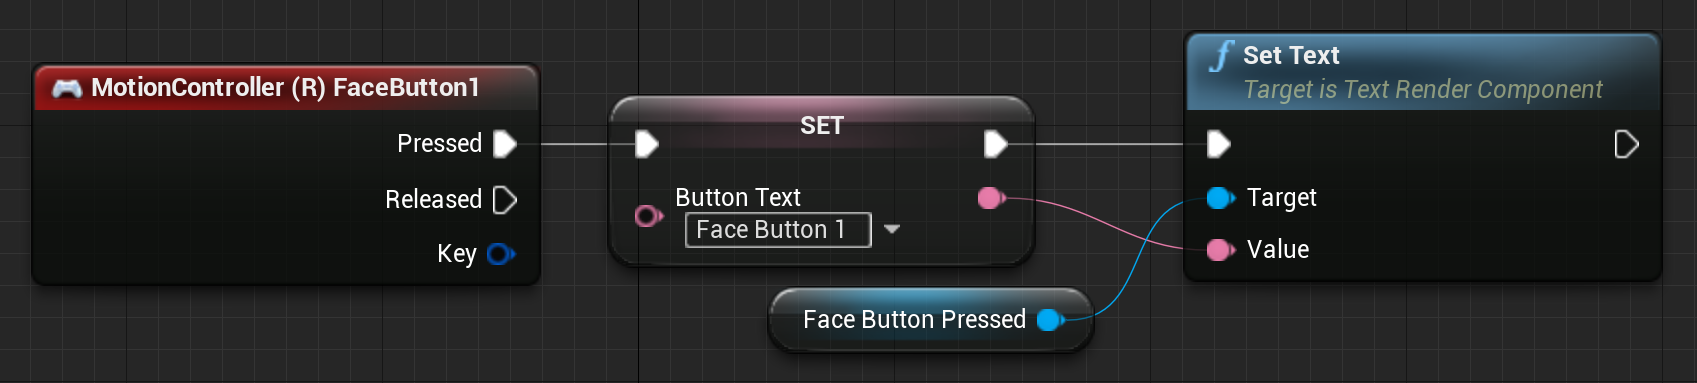 MotionController (R) FaceButton1
Pressed
Released
Key
SET
Button Text
Face Button 1
Face Button Pressed
f Set Text
Target is Text Render Component
Target
Value